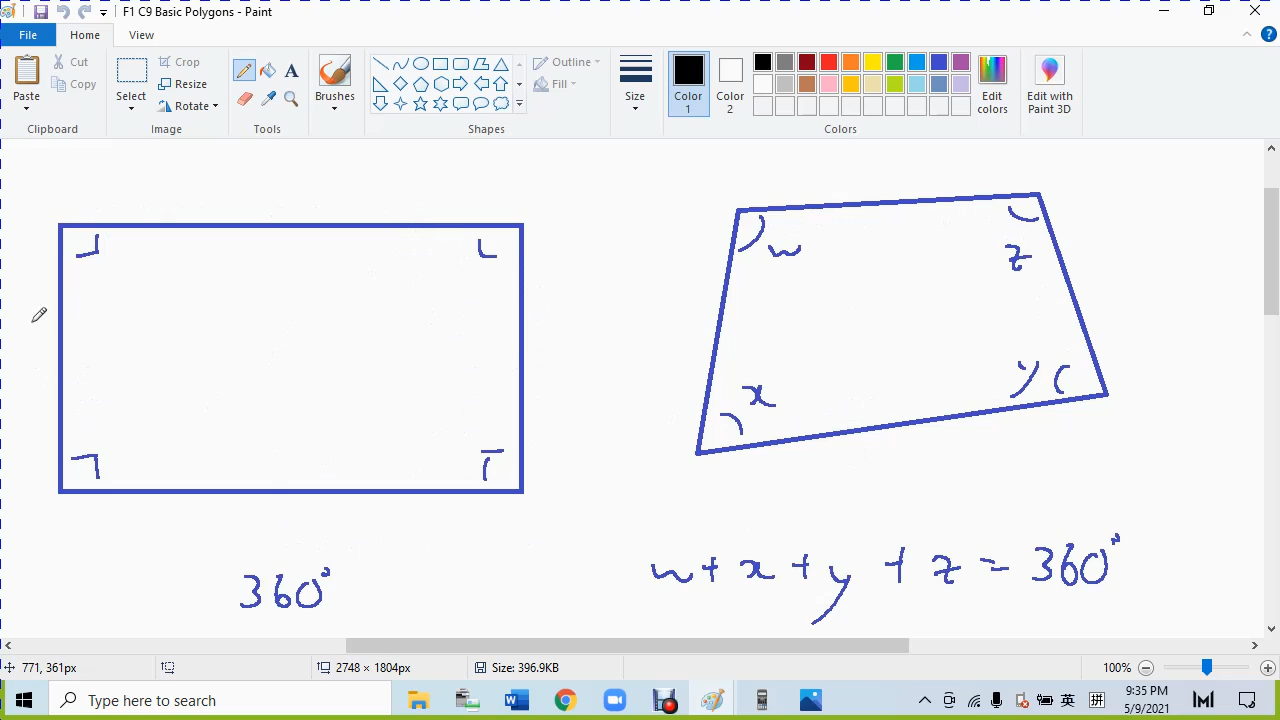 F1 C9 Basic Polygons - Paint
File Home View
Paste
Cut
Copy
Clipboard
Select
Crop
Resize
Rotate
Image
A
Tools
Brushes
Shapes
Outline
Fill
Size
Color 1
Color 2
Colors
Edit colors
Edit with Paint 3D
w
z
x
y
360°
w + x + y + z = 360°
771, 361px
2748 × 1804px
Size: 396.9KB
100%
Type here to search
英
拼
9:35 PM
5/9/2021